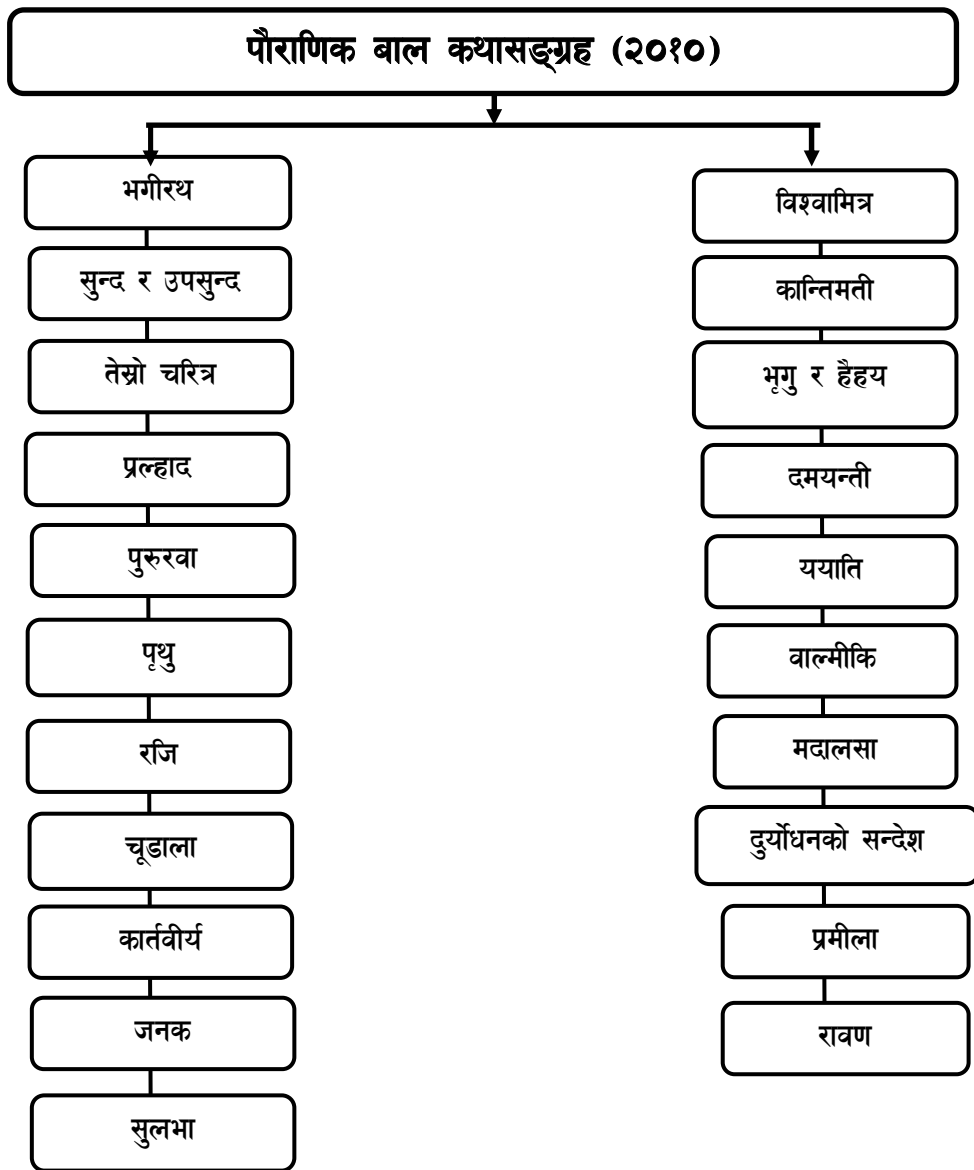 पौराणिक बाल कथासङ्ग्रह (२०१०)
भगीरथ
सुन्द र उपसुन्द
तेस्रो चरित्र
प्रल्हाद
पुरुरवा
पृथु
रजि
चूडाला
कार्तवीर्य
जनक
सुलभा
विश्वामित्र
कान्तिमती
भृगु र हैहय
दमयन्ती
ययाति
वाल्मीकि
मदालसा
दुर्योधनको सन्देश
प्रमीला
रावण